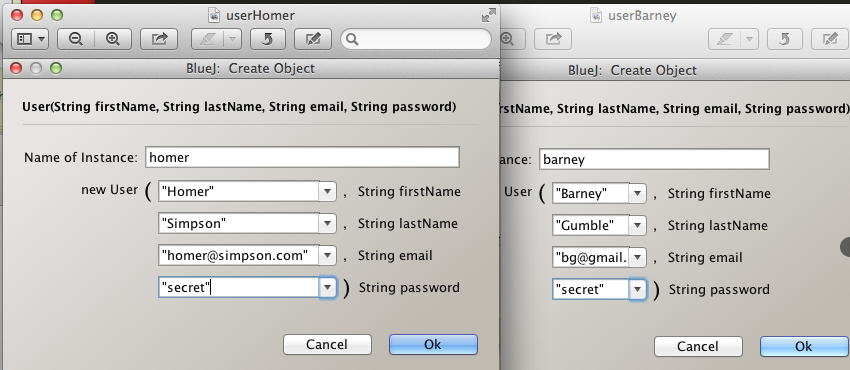 userHomer
BlueJ: Create Object
User(String firstName, String lastName, String email, String password)
Name of Instance: homer
new User ( "Homer" , String firstName
"Simpson" , String lastName
"homer@simpson.com" , String email
"secret" ) String password
Cancel Ok
userBarney
BlueJ: Create Object
stName, String lastName, String email, String password)
ance: barney
User ( "Barney" , String firstName
"Gumble" , String lastName
"bg@gmail. , String email
"secret" ) String password
Cancel Ok